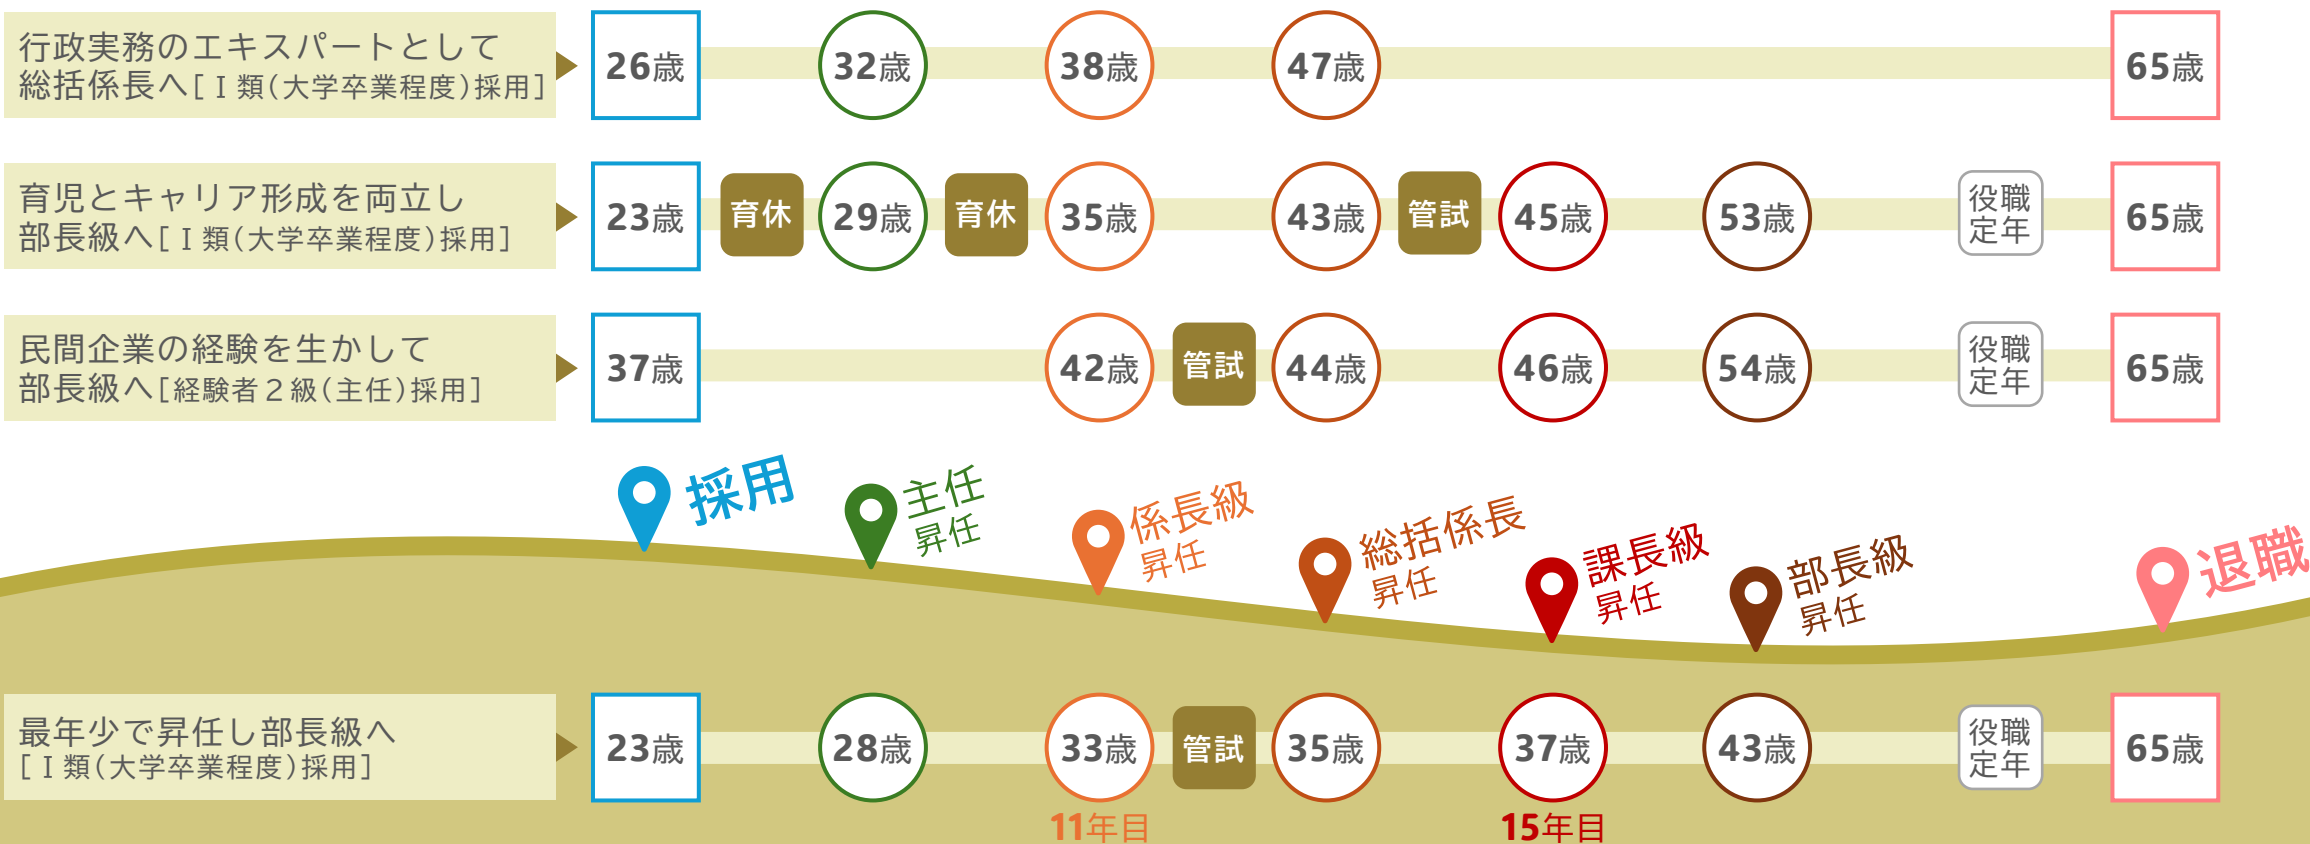 行政実務のエキスパートとして
総括係長へ[Ⅰ類(大学卒業程度)採用]
26歳
32歳
38歳
47歳
65歳
育児とキャリア形成を両立し
部長級へ[Ⅰ類(大学卒業程度)採用]
23歳
育休
29歳
育休
35歳
43歳
管試
45歳
53歳
役職
定年
65歳
民間企業の経験を生かして
部長級へ[経験者２級(主任)採用]
37歳
42歳
管試
44歳
46歳
54歳
役職
定年
65歳
採用
主任
昇任
係長級
昇任
総括係長
昇任
課長級
昇任
部長級
昇任
退職
最年少で昇任し部長級へ
[Ⅰ類(大学卒業程度)採用]
23歳
28歳
33歳
管試
35歳
37歳
43歳
役職
定年
65歳
11年目
15年目